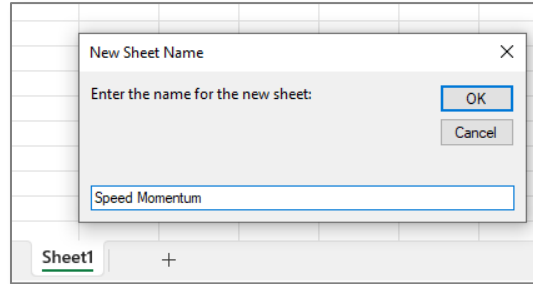 New Sheet Name
Enter the name for the new sheet:
OK
Cancel
Speed Momentum
Sheet1